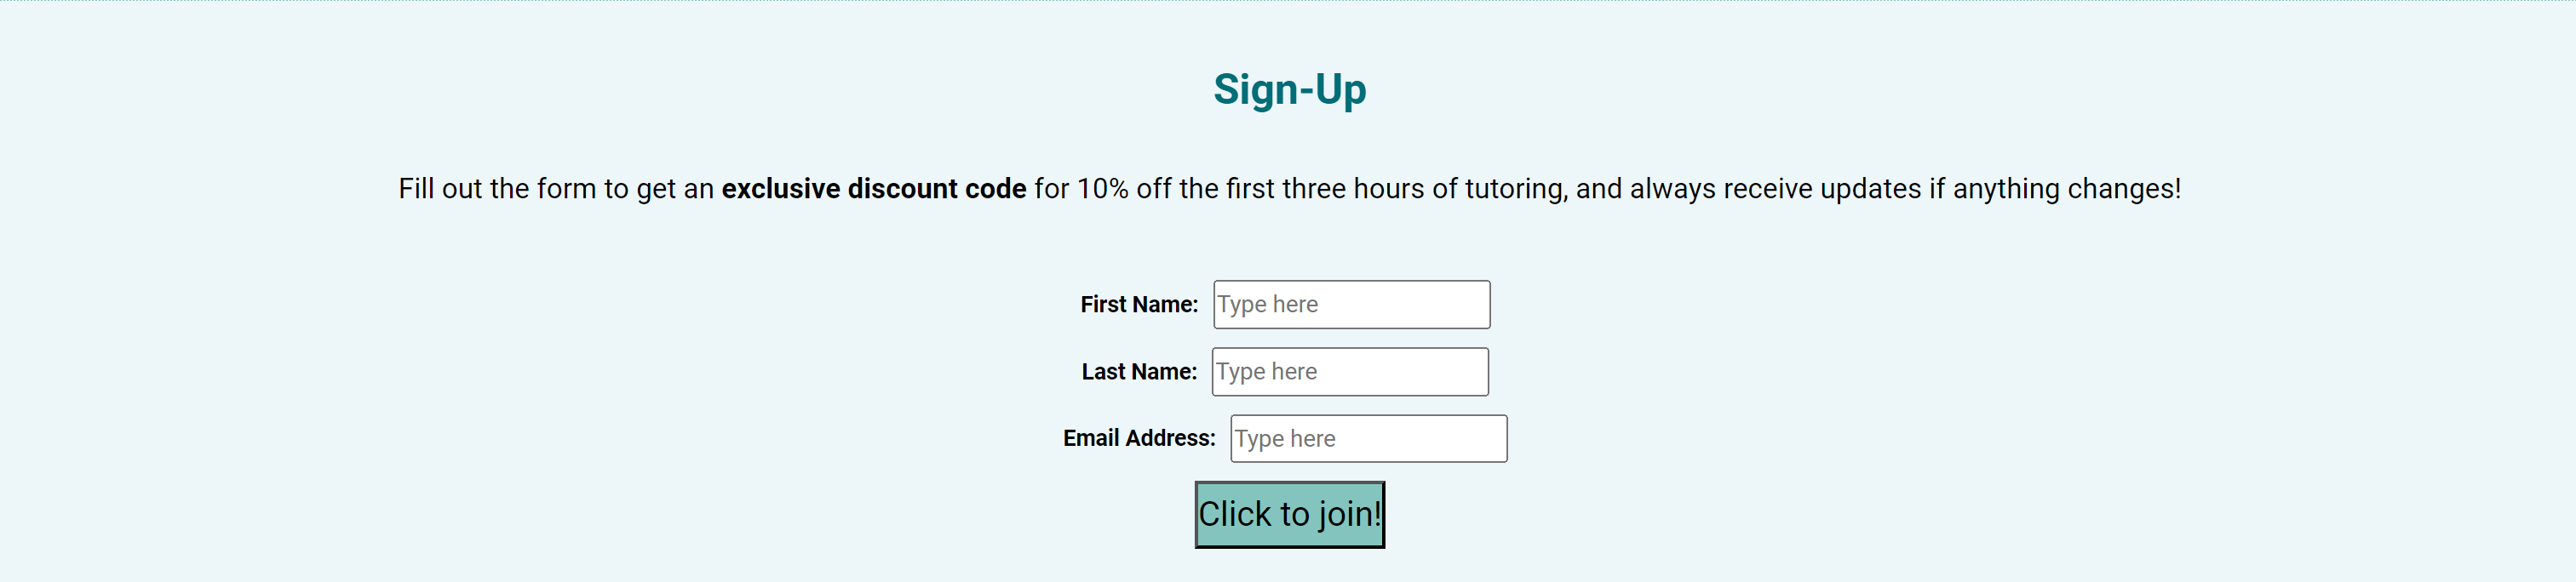 Sign-Up
Fill out the form to get an exclusive discount code for 10% off the first three hours of tutoring, and always receive updates if anything changes!
First Name: Type here
Last Name: Type here
Email Address: Type here
Click to join!